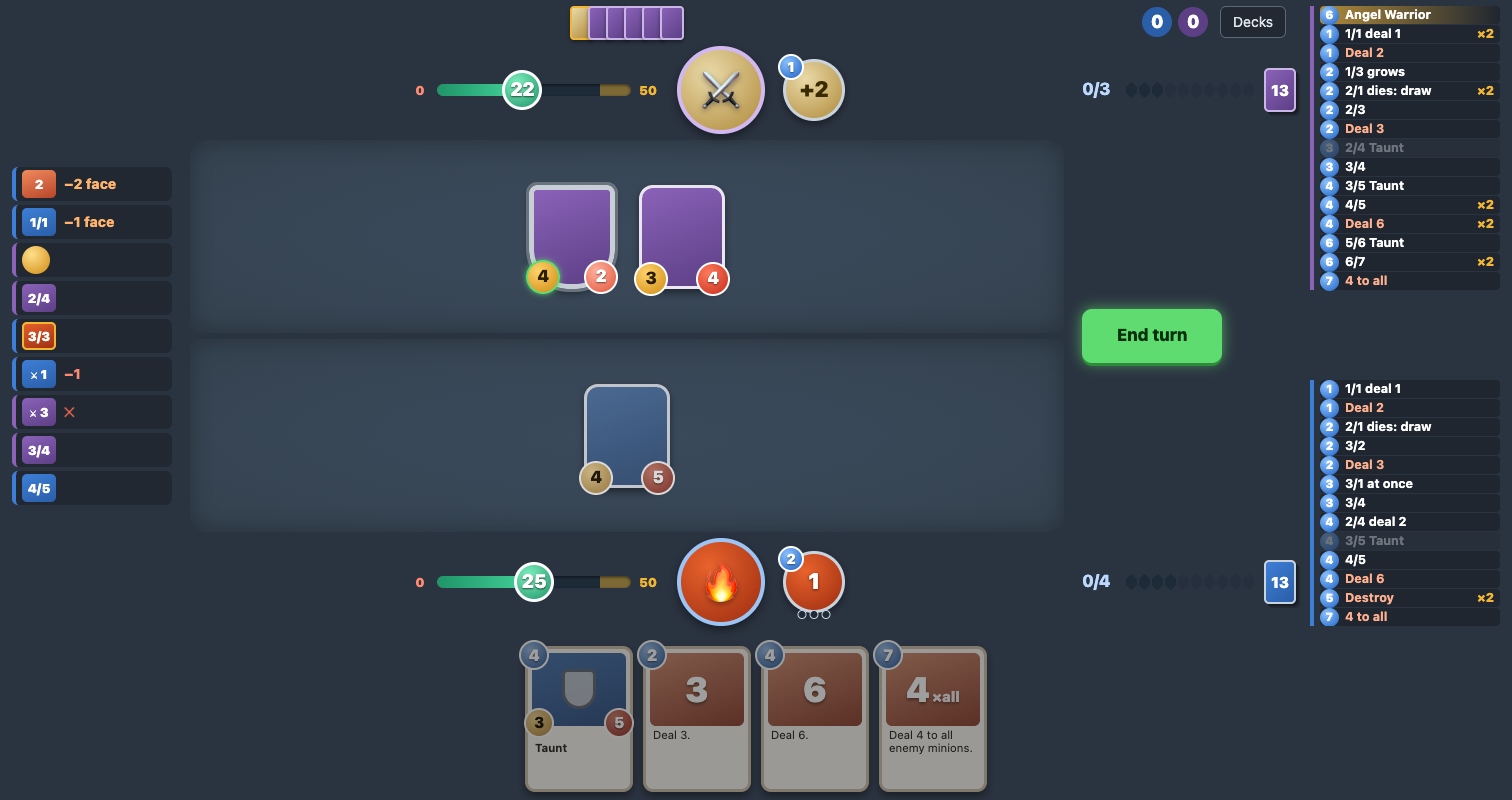 0
22
50
1
+2
0 0
Decks
0/3
13
6 Angel Warrior
1 1/1 deal 1 ×2
1 Deal 2
2 1/3 grows
2 2/1 dies: draw ×2
2 2/3
2 Deal 3
3 2/4 Taunt
3 3/4
4 3/5 Taunt
4 4/5 ×2
4 Deal 6 ×2
6 5/6 Taunt
6 6/7 ×2
7 4 to all
2 −2 face
1/1 −1 face
2/4
3/3
×1 −1
×3
3/4
4/5
4 2
3 4
End turn
4 5
1 1/1 deal 1
1 Deal 2
2 2/1 dies: draw
2 3/2
2 Deal 3
3 3/1 at once
3 3/4
4 2/4 deal 2
4 3/5 Taunt
4 4/5
4 Deal 6
5 Destroy ×2
7 4 to all
0
25
50
2
1
0/4
13
4
3 5
Taunt
2
3
Deal 3.
4
6
Deal 6.
7
4×all
Deal 4 to all
enemy minions.